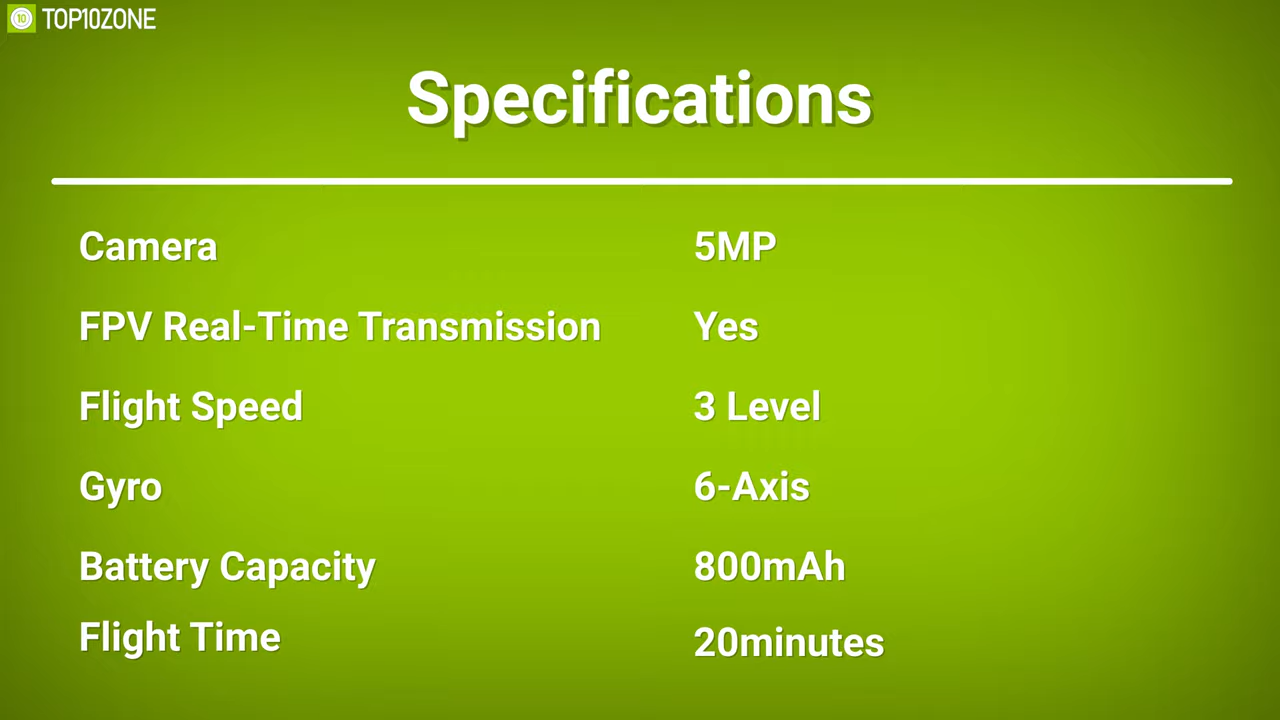 TOP10ZONE
Specifications
Camera 5MP
FPV Real-Time Transmission Yes
Flight Speed 3 Level
Gyro 6-Axis
Battery Capacity 800mAh
Flight Time 20minutes